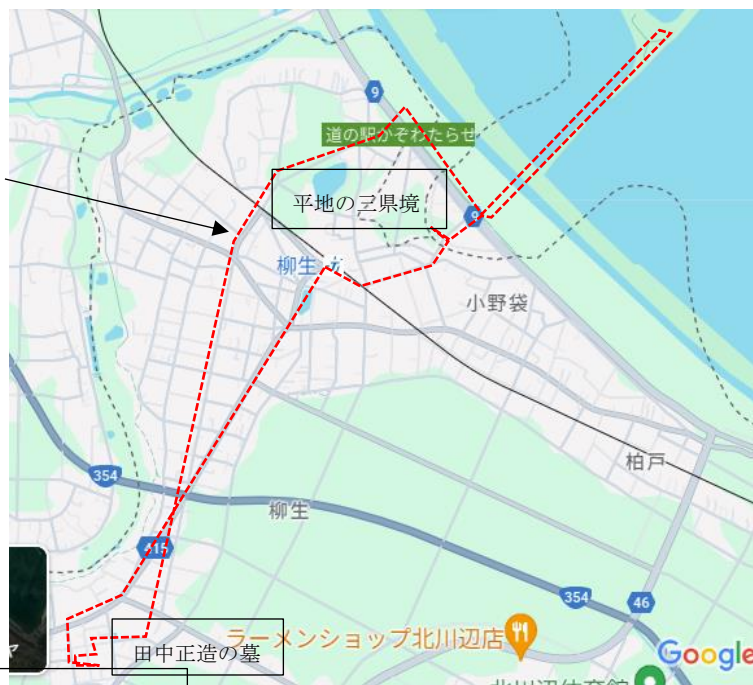 9
道の駅かぞわたらせ
平地の三県境
9
柳生
小野袋
354
柏戸
柳生
415
354
46
ラーメンショップ北川辺店
田中正造の墓
Google